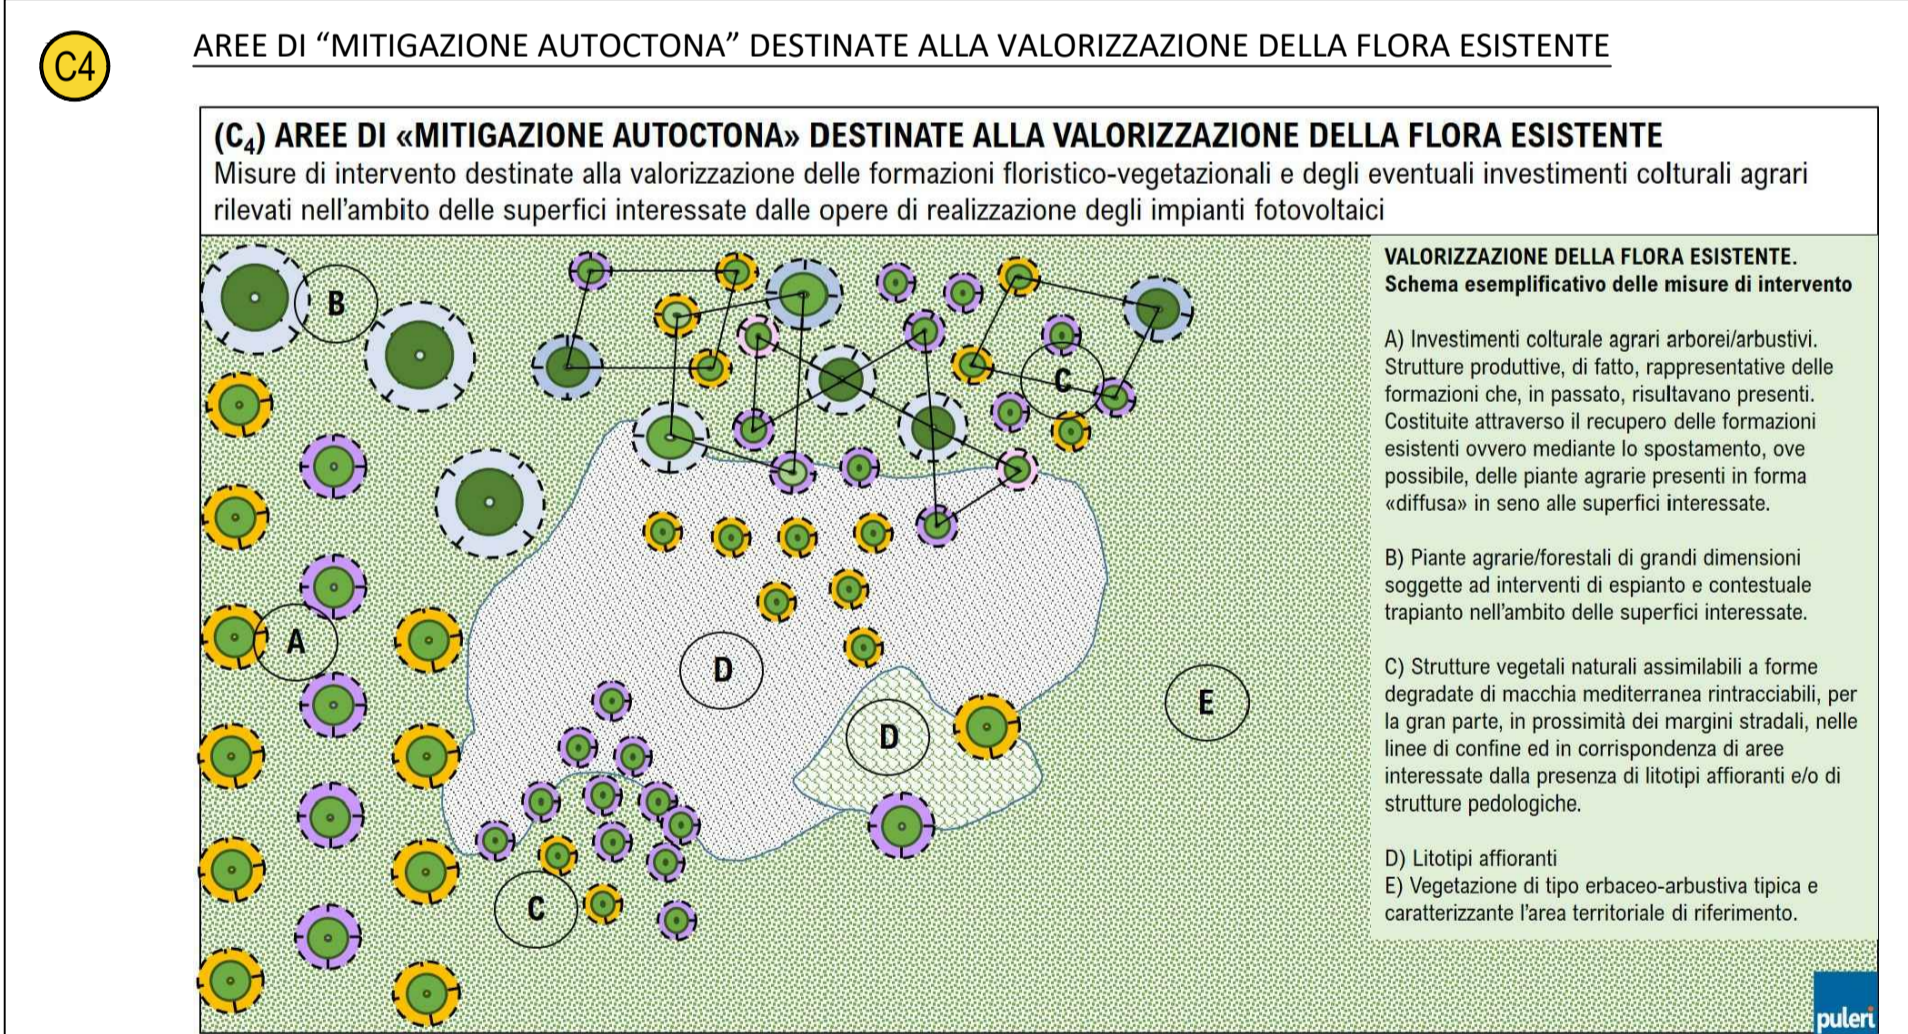 C4
AREE DI “MITIGAZIONE AUTOCTONA” DESTINATE ALLA VALORIZZAZIONE DELLA FLORA ESISTENTE
(C4) AREE DI «MITIGAZIONE AUTOCTONA» DESTINATE ALLA VALORIZZAZIONE DELLA FLORA ESISTENTE
Misure di intervento destinate alla valorizzazione delle formazioni floristico-vegetazionali e degli eventuali investimenti colturali agrari
rilevati nell'ambito delle superfici interessate dalle opere di realizzazione degli impianti fotovoltaici
B
C
A
D
D
E
C
VALORIZZAZIONE DELLA FLORA ESISTENTE.
Schema esemplificativo delle misure di intervento
A) Investimenti colturale agrari arborei/arbustivi.
Strutture produttive, di fatto, rappresentative delle
formazioni che, in passato, risultavano presenti.
Costituite attraverso il recupero delle formazioni
esistenti ovvero mediante lo spostamento, ove
possibile, delle piante agrarie presenti in forma
«diffusa» in seno alle superfici interessate.
B) Piante agrarie/forestali di grandi dimensioni
soggette ad interventi di espianto e contestuale
trapianto nell'ambito delle superfici interessate.
C) Strutture vegetali naturali assimilabili a forme
degradate di macchia mediterranea rintracciabili, per
la gran parte, in prossimità dei margini stradali, nelle
linee di confine ed in corrispondenza di aree
interessate dalla presenza di litotipi affioranti e/o di
strutture pedologiche.
D) Litotipi affioranti
E) Vegetazione di tipo erbaceo-arbustiva tipica e
caratterizzante l'area territoriale di riferimento.
puleri